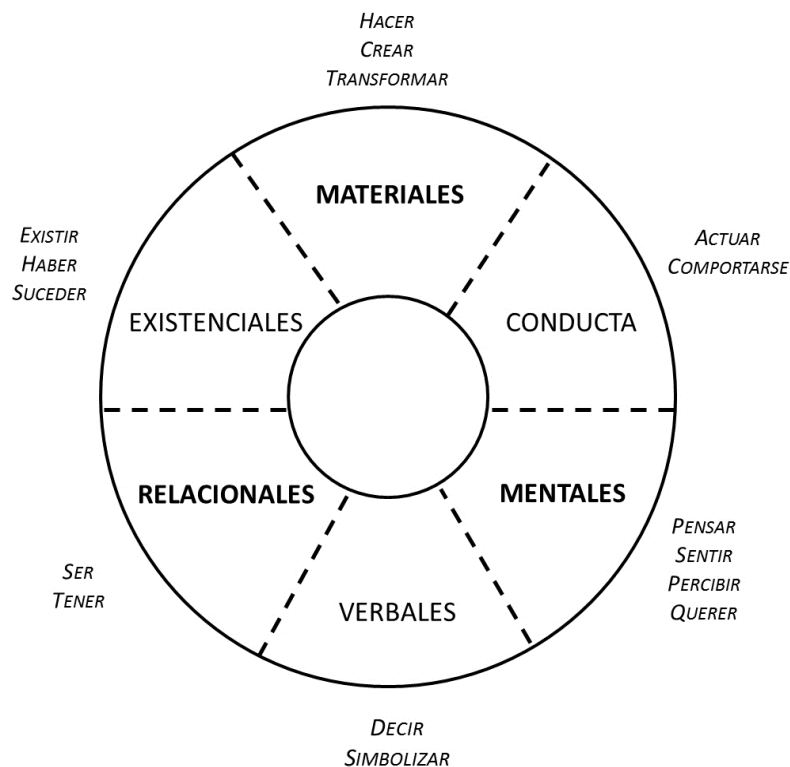 HACER
CREAR
TRANSFORMAR
MATERIALES
EXISTIR
HABER
SUCEDER
EXISTENCIALES
ACTUAR
COMPORTARSE
CONDUCTA
RELACIONALES
MENTALES
SER
TENER
PENSAR
SENTIR
PERCIBIR
QUERER
VERBALES
DECIR
SIMBOLIZAR